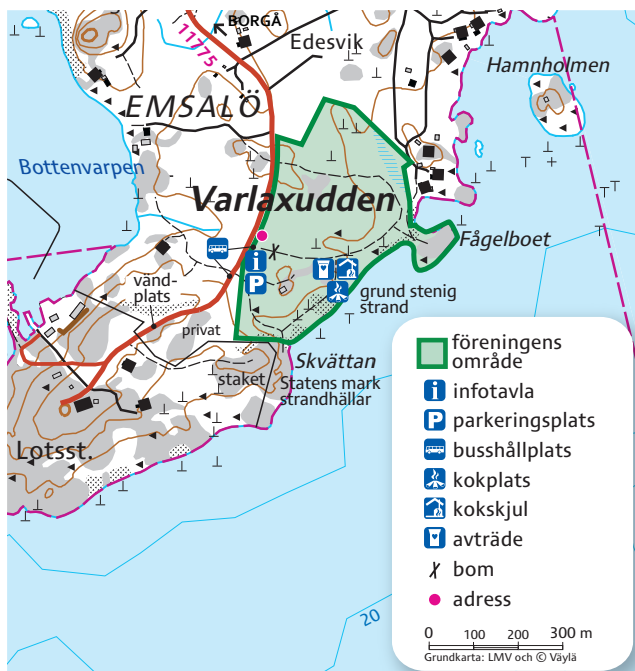 BORGÅ
11775
Edesvik
Hamnholmen
EMSALÖ
Bottenvarpen
Varlaxudden
Fågelboet
i
P
vänd-
plats
grund stenig
strand
privat
Skvättan
staket
Statens mark
strandhällar
Lotsst.
20
föreningens
område
i infotavla
P parkeringsplats
busshållplats
kokplats
kokskjul
avträde
bom
adress
0 100 200 300 m
Grundkarta: LMV och © Väylä